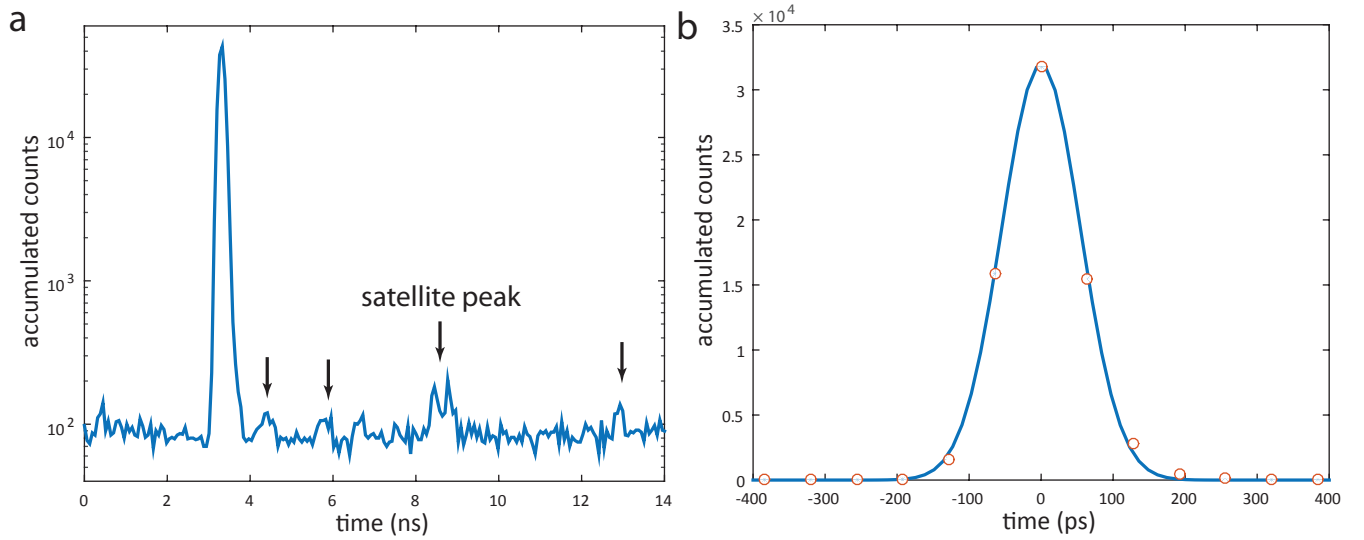 a
accumulated counts
10^4
10^3
10^2
satellite peak
0 2 4 6 8 10 12 14
time (ns)
b
× 10^4
accumulated counts
3.5
3
2.5
2
1.5
1
0.5
0
-400 -300 -200 -100 0 100 200 300 400
time (ps)